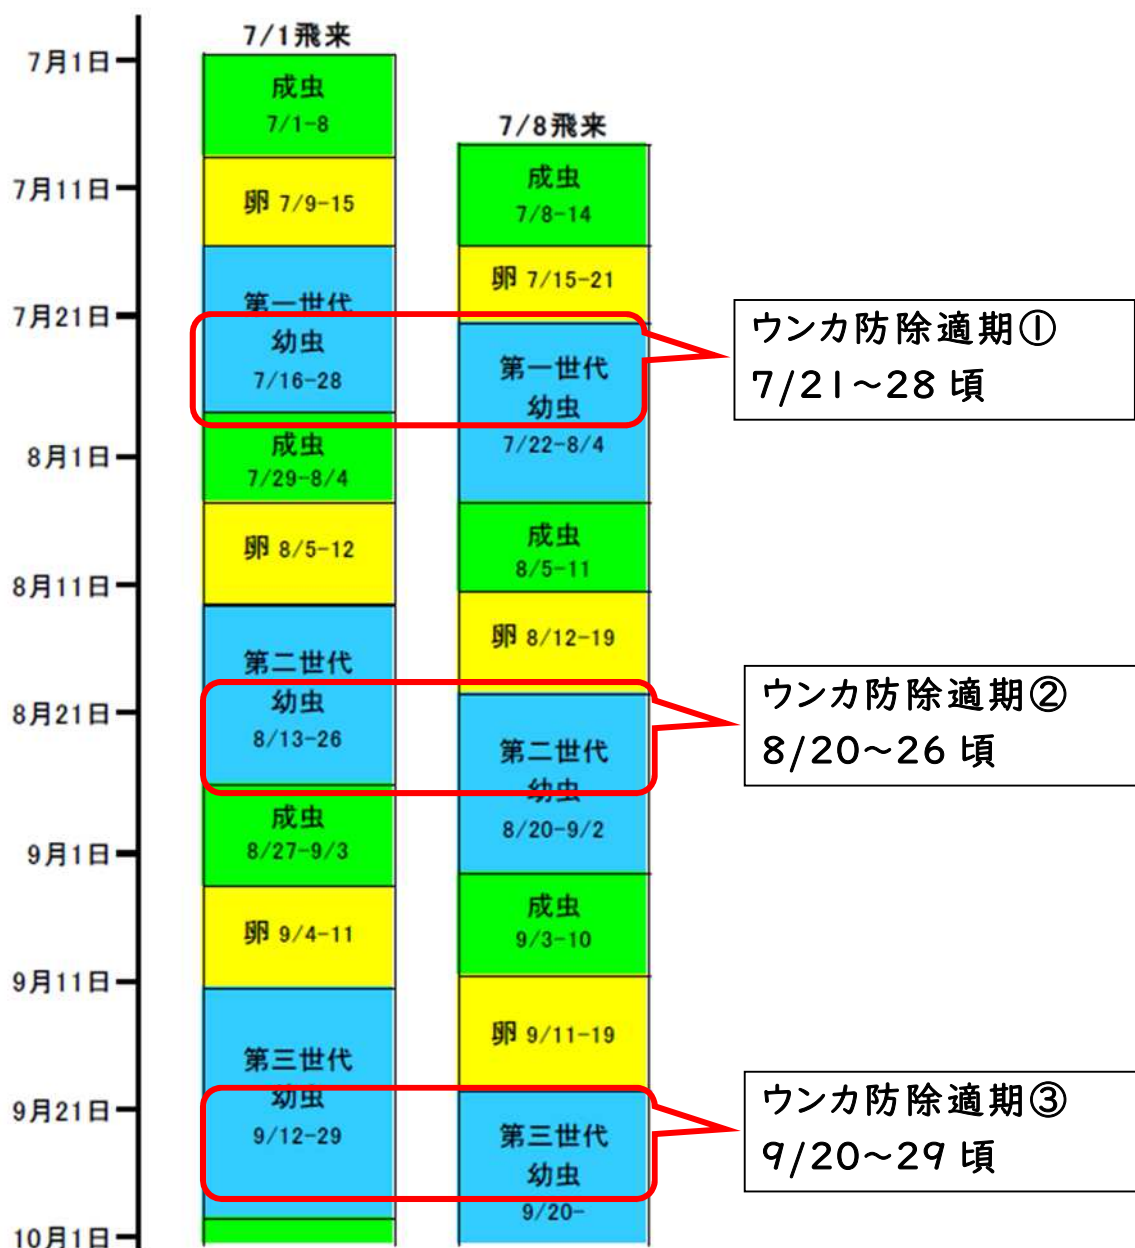 7月1日
7月11日
7月21日
8月1日
8月11日
8月21日
9月1日
9月11日
9月21日
10月1日
7/1飛来
成虫
7/1-8
卵 7/9-15
第一世代
幼虫
7/16-28
成虫
7/29-8/4
卵 8/5-12
第二世代
幼虫
8/13-26
成虫
8/27-9/3
卵 9/4-11
第三世代
幼虫
9/12-29
7/8飛来
成虫
7/8-14
卵 7/15-21
第一世代
幼虫
7/22-8/4
成虫
8/5-11
卵 8/12-19
第二世代
幼虫
8/20-9/2
成虫
9/3-10
卵 9/11-19
第三世代
幼虫
9/20-
ウンカ防除適期①
7/21～28 頃
ウンカ防除適期②
8/20～26 頃
ウンカ防除適期③
9/20～29 頃